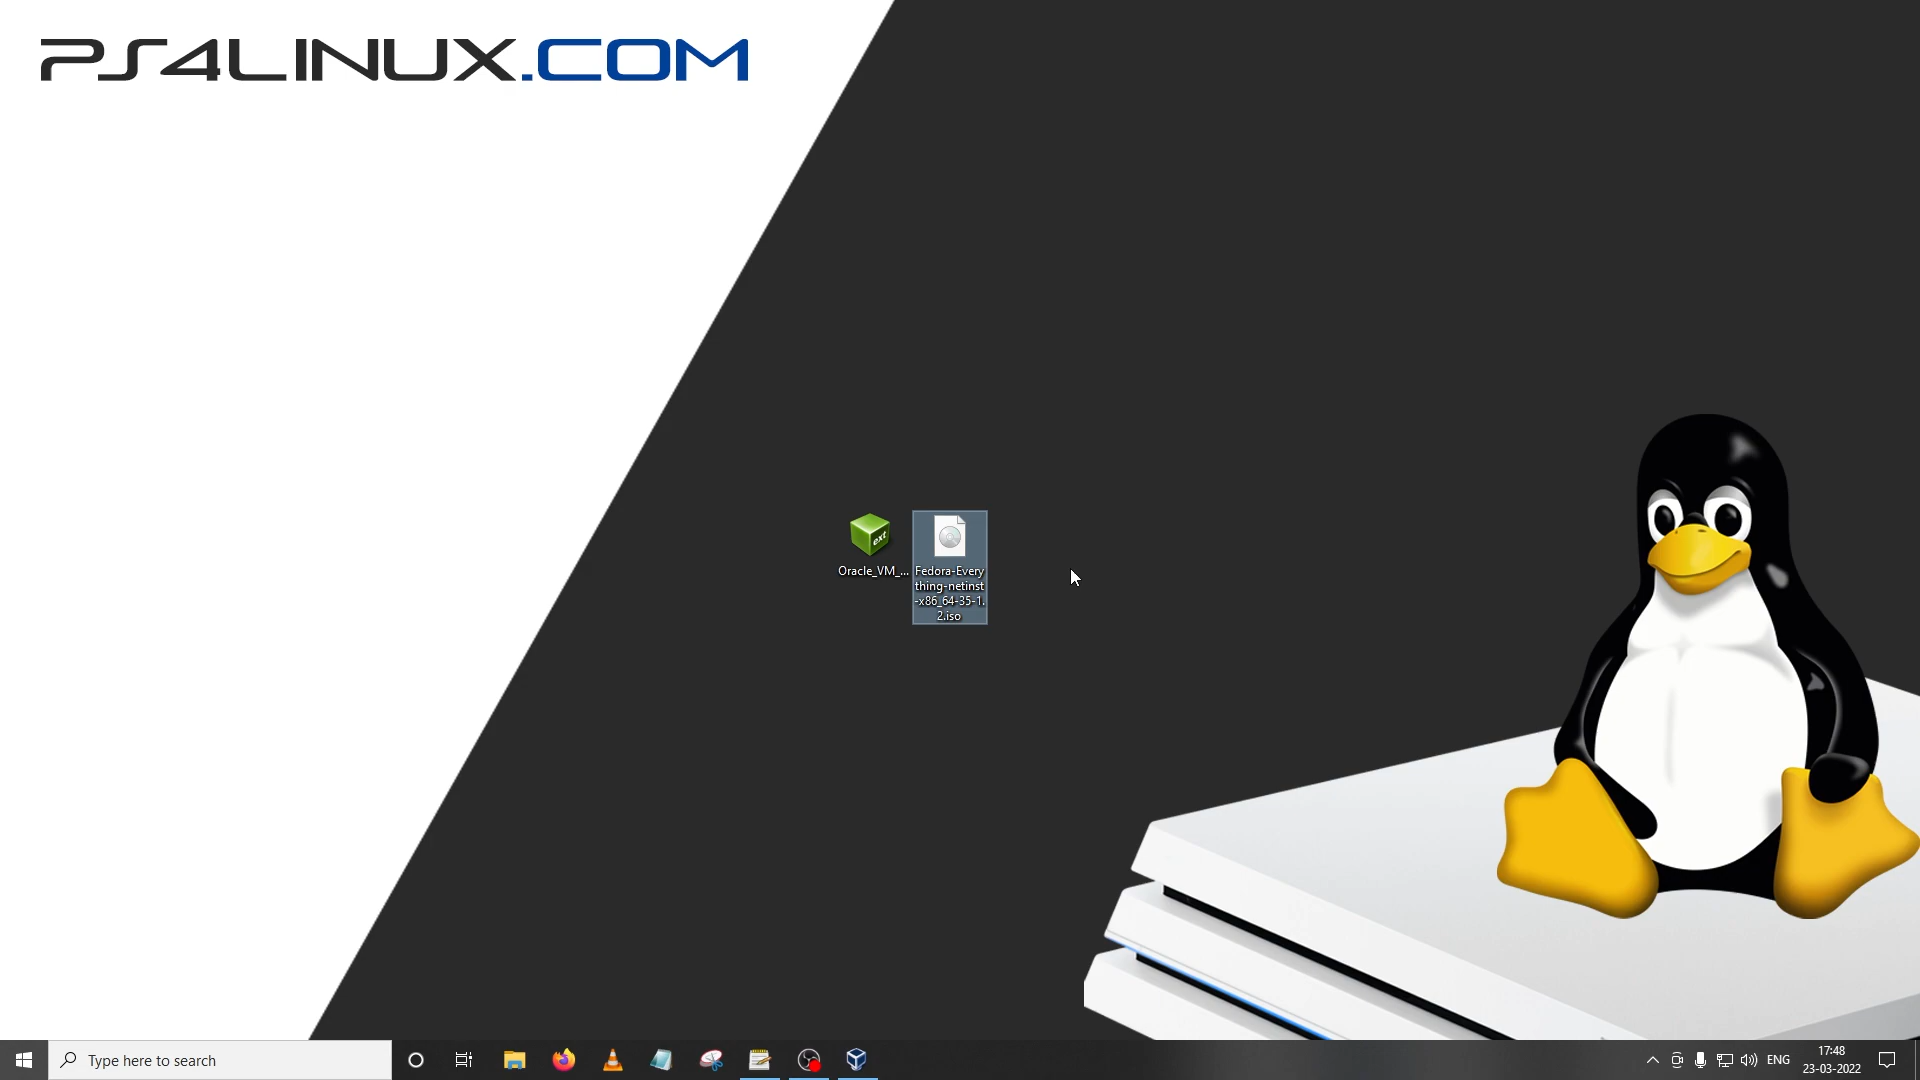 PS4LINUX.COM
ext
Oracle_VM_...
Fedora-Every
thing-netinst
-x86_64-35-1.
2.iso
Type here to search
ENG
17:48
23-03-2022